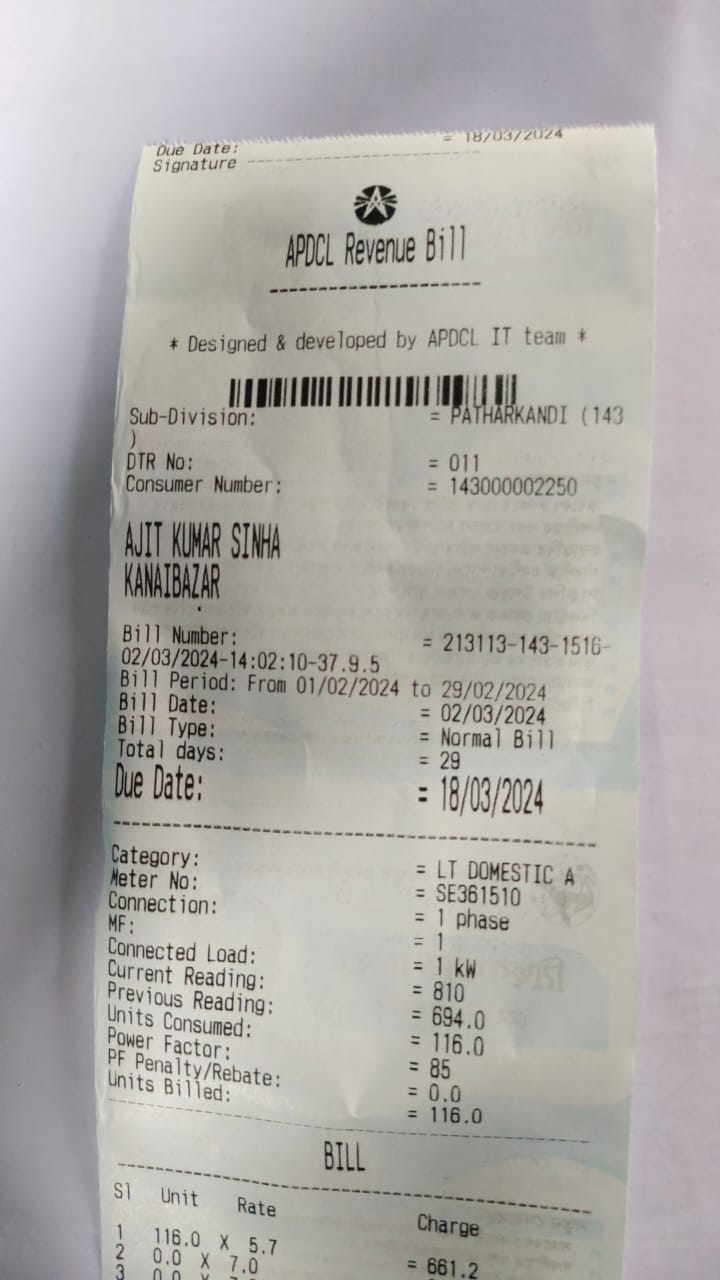 Due Date: = 18/03/2024
Signature ----------------------
APDCL Revenue Bill
--------------------
* Designed & developed by APDCL IT team *
Sub-Division: = PATHARKANDI (143
)
DTR No: = 011
Consumer Number: = 143000002250
AJIT KUMAR SINHA
KANAIBAZAR
.
Bill Number: = 213113-143-1516-
02/03/2024-14:02:10-37.9.5
Bill Period: From 01/02/2024 to 29/02/2024
Bill Date: = 02/03/2024
Bill Type: = Normal Bill
Total days: = 29
Due Date: = 18/03/2024
Category: = LT DOMESTIC A
Meter No: = SE361510
Connection: = 1 phase
MF: = 1
Connected Load: = 1 kW
Current Reading: = 810
Previous Reading: = 694.0
Units Consumed: = 116.0
Power Factor: = 85
PF Penalty/Rebate: = 0.0
Units Billed: = 116.0
BILL
Sl Unit Rate Charge
1 116.0 X 5.7 = 661.2
2 0.0 X 7.0
3 0.0 X